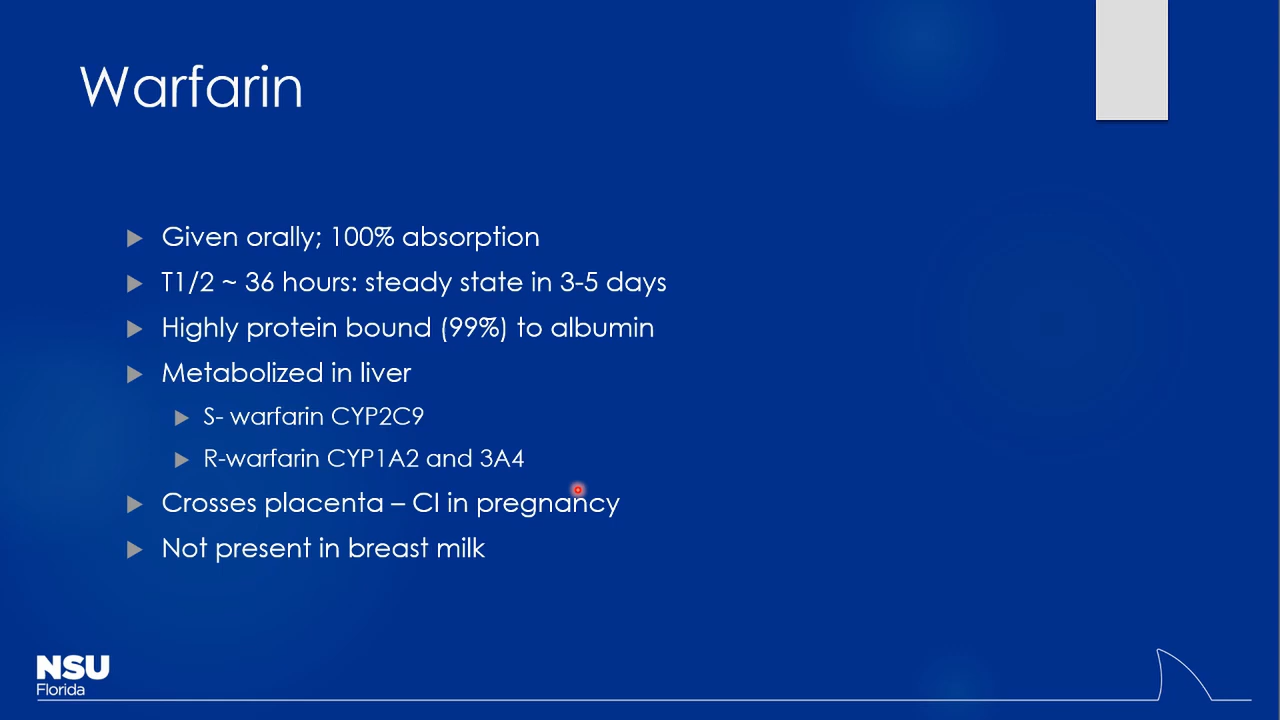 Warfarin
Given orally; 100% absorption
T1/2 ~ 36 hours: steady state in 3-5 days
Highly protein bound (99%) to albumin
Metabolized in liver
S- warfarin CYP2C9
R-warfarin CYP1A2 and 3A4
Crosses placenta – CI in pregnancy
Not present in breast milk
NSU
Florida